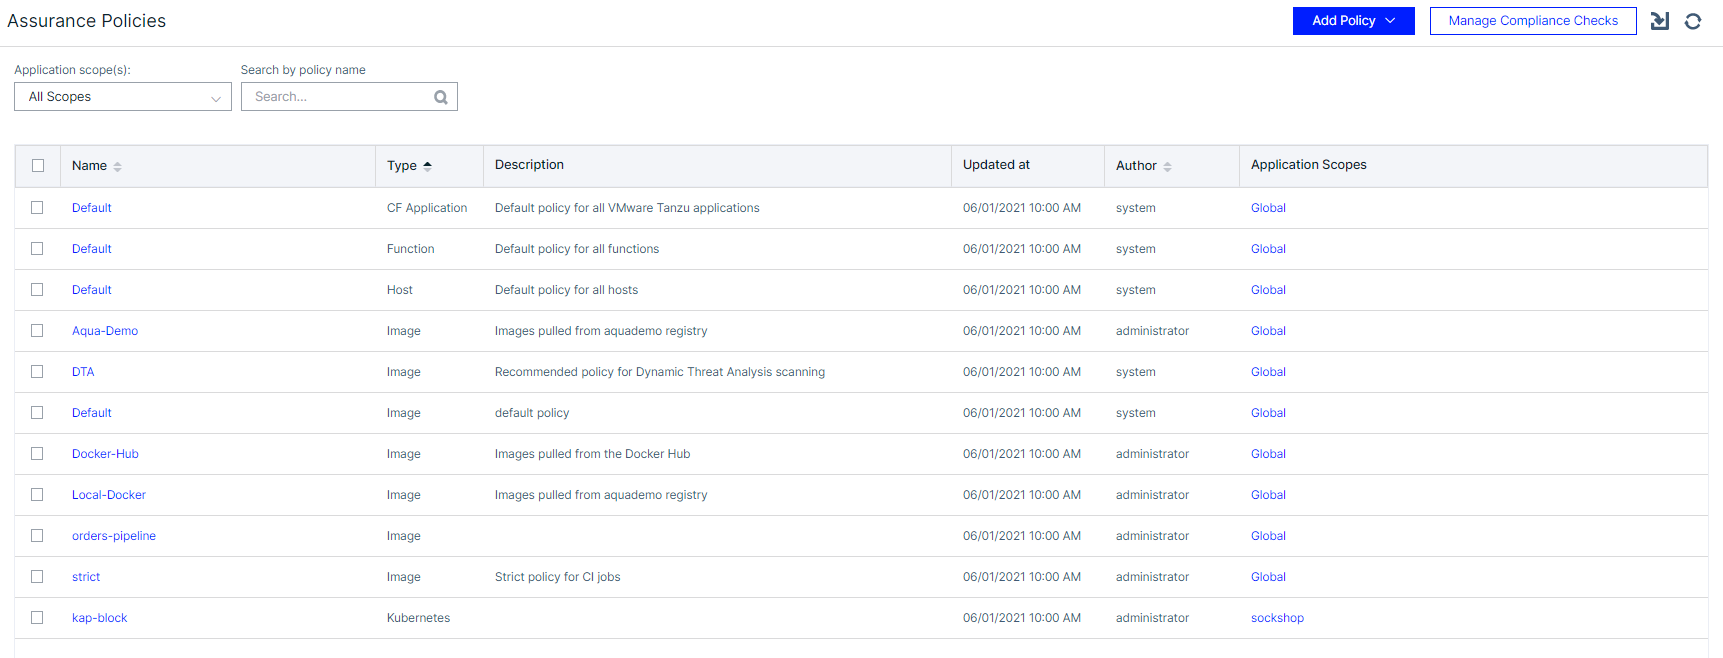 Assurance Policies
Add Policy
Manage Compliance Checks
Application scope(s):
Search by policy name
All Scopes
Search...
Name Type Description Updated at Author Application Scopes
Default CF Application Default policy for all VMware Tanzu applications 06/01/2021 10:00 AM system Global
Default Function Default policy for all functions 06/01/2021 10:00 AM system Global
Default Host Default policy for all hosts 06/01/2021 10:00 AM system Global
Aqua-Demo Image Images pulled from aquademo registry 06/01/2021 10:00 AM administrator Global
DTA Image Recommended policy for Dynamic Threat Analysis scanning 06/01/2021 10:00 AM system Global
Default Image default policy 06/01/2021 10:00 AM system Global
Docker-Hub Image Images pulled from the Docker Hub 06/01/2021 10:00 AM administrator Global
Local-Docker Image Images pulled from aquademo registry 06/01/2021 10:00 AM administrator Global
orders-pipeline Image 06/01/2021 10:00 AM administrator Global
strict Image Strict policy for CI jobs 06/01/2021 10:00 AM administrator Global
kap-block Kubernetes 06/01/2021 10:00 AM administrator sockshop